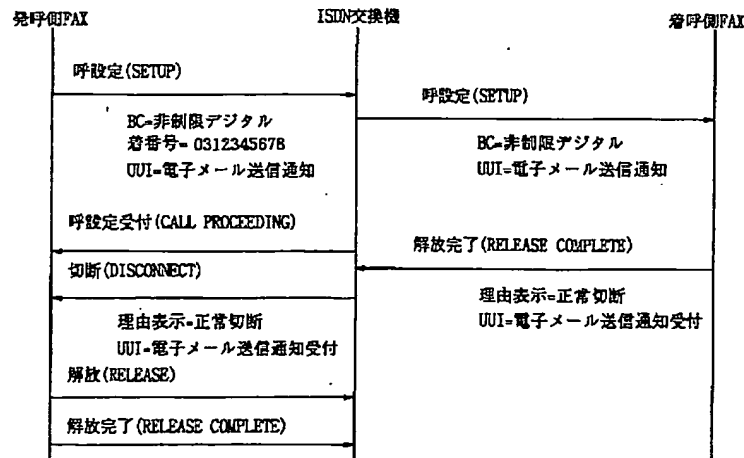 発呼側FAX
ISDN交換機
着呼側FAX
呼設定(SETUP)
呼設定(SETUP)
BC=非制限デジタル
着番号= 0312345678
UUI=電子メール送信通知
BC=非制限デジタル
UUI=電子メール送信通知
呼設定受付(CALL PROCEEDING)
解放完了(RELEASE COMPLETE)
切断(DISCONNECT)
理由表示=正常切断
UUI=電子メール送信通知受付
理由表示=正常切断
UUI=電子メール送信通知受付
解放(RELEASE)
解放完了(RELEASE COMPLETE)